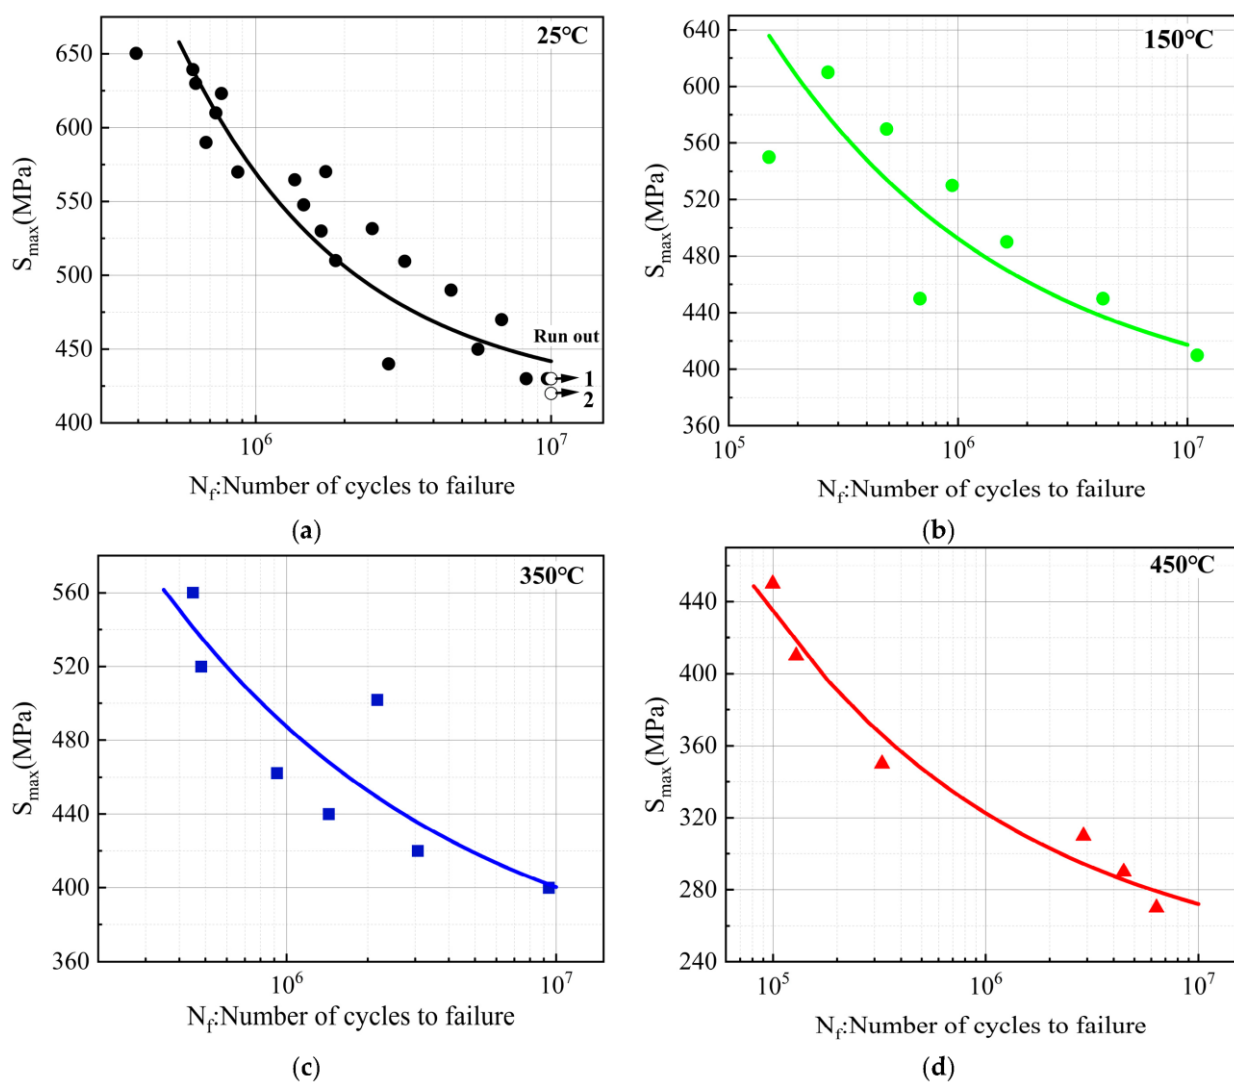 25°C
650
600
550
500
450
400
S_max(MPa)
Run out
1
2
10^6
10^7
N_f:Number of cycles to failure
(a)
150°C
640
600
560
520
480
440
400
360
S_max(MPa)
10^5
10^6
10^7
N_f:Number of cycles to failure
(b)
350°C
560
520
480
440
400
360
S_max(MPa)
10^6
10^7
N_f:Number of cycles to failure
(c)
450°C
440
400
360
320
280
240
S_max(MPa)
10^5
10^6
10^7
N_f:Number of cycles to failure
(d)